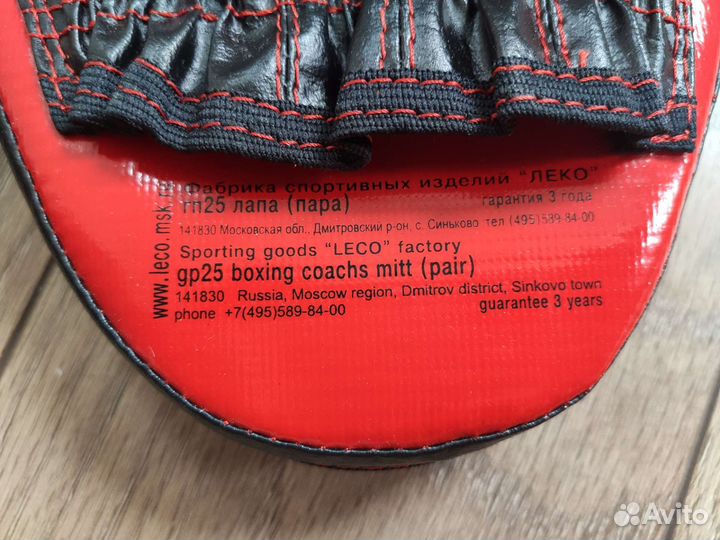 Фабрика спортивных изделий "ЛЕКО"
гп25 лапа (пара) гарантия 3 года
141830 Московская обл., Дмитровский р-он, с. Синьково тел (495)589-84-00
Sporting goods "LECO" factory
gp25 boxing coachs mitt (pair)
141830 Russia, Moscow region, Dmitrov district, Sinkovo town
phone +7(495)589-84-00 guarantee 3 years
www.leco.msk.ru
Avito